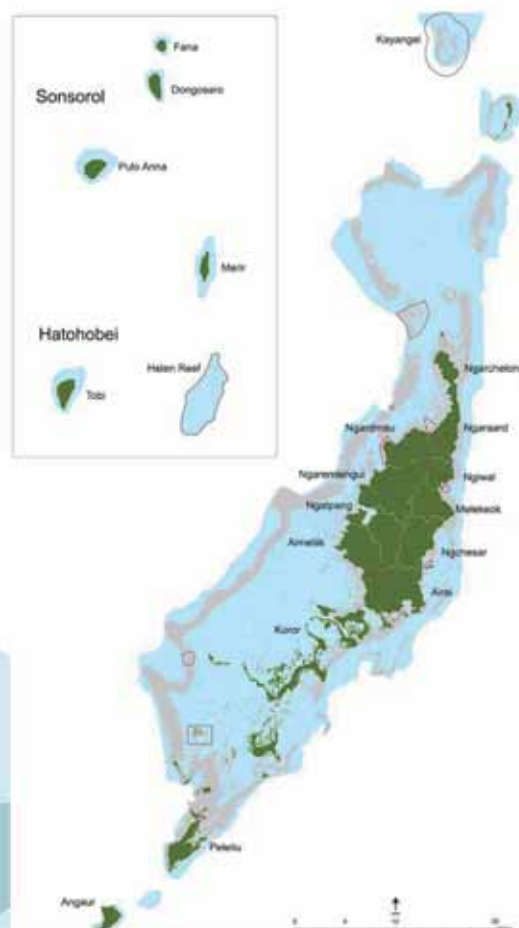 Fana
Sonsorol
Dongosaro
Pulo Anna
Merir
Hatohobei
Helen Reef
Tobi
Kayangel
Ngarchelong
Ngardmau
Ngaraard
Ngaremlengui
Ngiwal
Ngatpang
Melekeok
Aimeliik
Ngchesar
Airai
Koror
Peleliu
Angaur